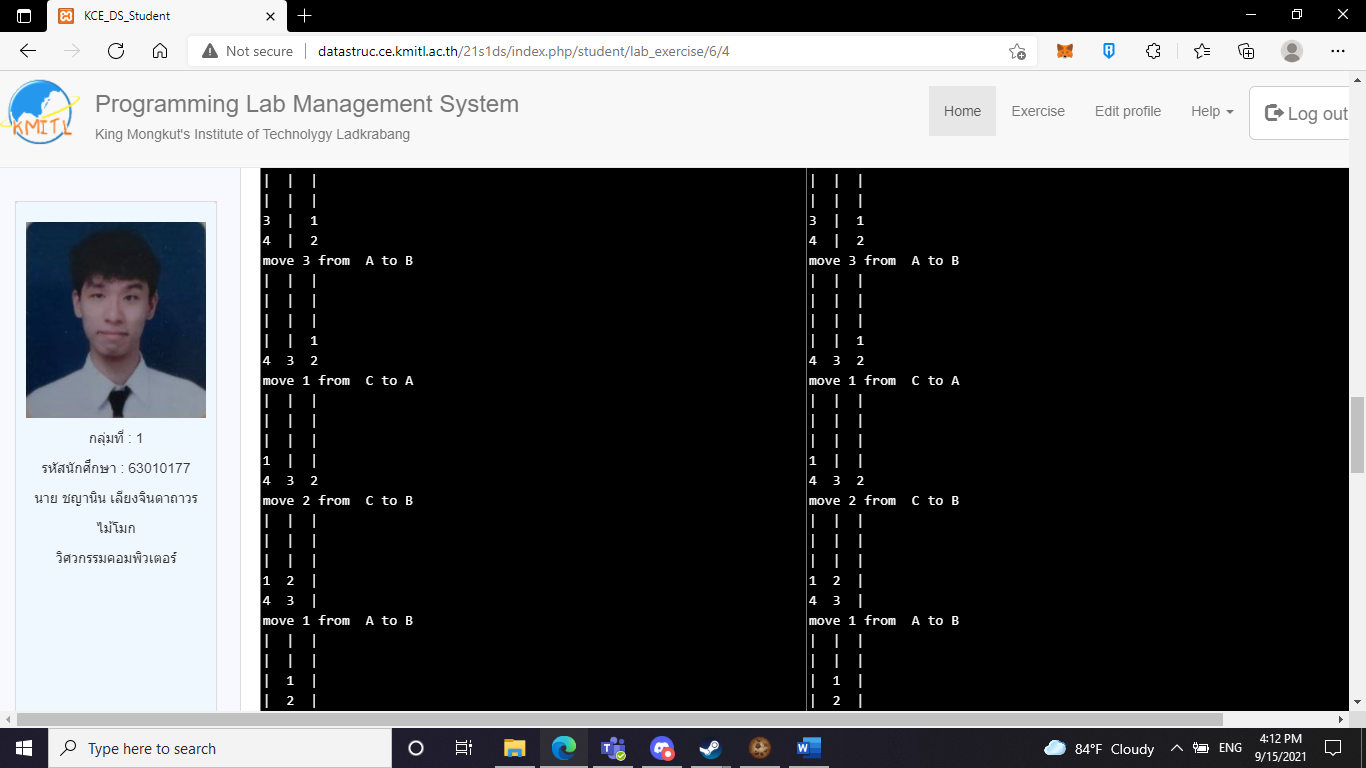 KCE_DS_Student
Not secure
datastruc.ce.kmitl.ac.th/21s1ds/index.php/student/lab_exercise/6/4
KMITL
Programming Lab Management System
King Mongkut's Institute of Technolygy Ladkrabang
Home
Exercise
Edit profile
Help
Log out
กลุ่มที่ : 1
รหัสนักศึกษา : 63010177
นาย ชญานิน เลียงจินดาถาวร
ไม้โมก
วิศวกรรมคอมพิวเตอร์
| | |
| | |
3 | 1
4 | 2
move 3 from  A to B
| | |
| | |
| | |
| | 1
4 3 2
move 1 from  C to A
| | |
| | |
| | |
1 | |
4 3 2
move 2 from  C to B
| | |
| | |
| | |
1 2 |
4 3 |
move 1 from  A to B
| | |
| | |
| 1 |
| 2 |
| | |
| | |
3 | 1
4 | 2
move 3 from  A to B
| | |
| | |
| | |
| | 1
4 3 2
move 1 from  C to A
| | |
| | |
| | |
1 | |
4 3 2
move 2 from  C to B
| | |
| | |
| | |
1 2 |
4 3 |
move 1 from  A to B
| | |
| | |
| 1 |
| 2 |
Type here to search
84°F Cloudy
ENG
4:12 PM
9/15/2021